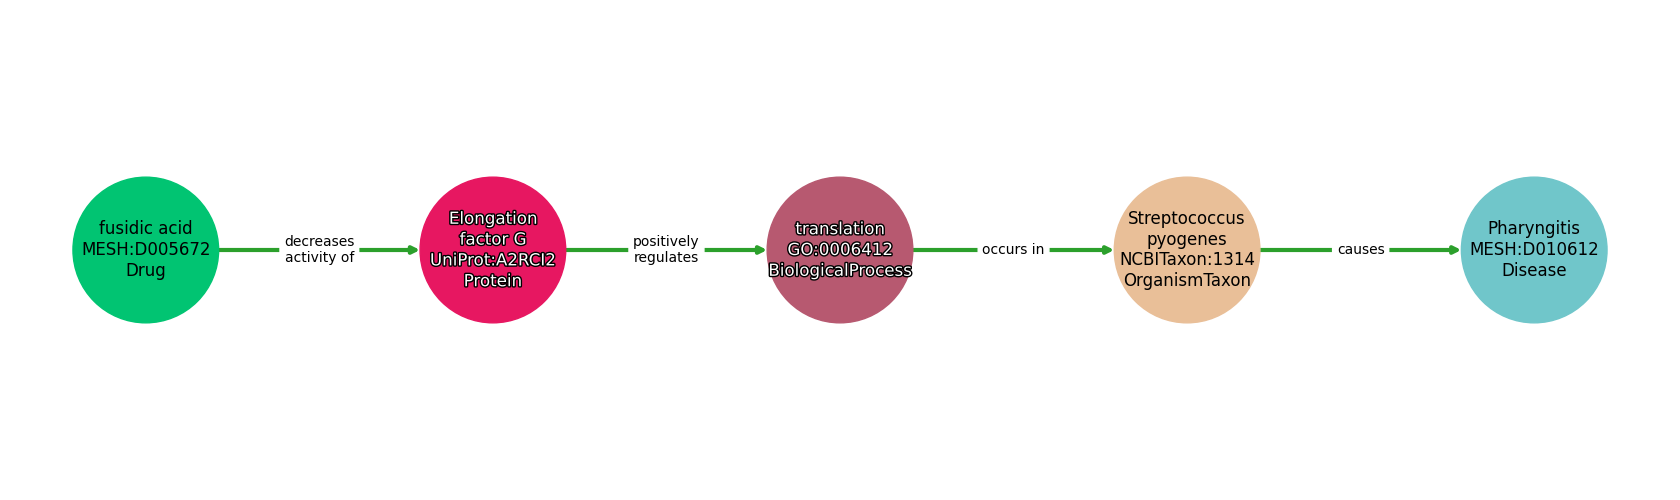 fusidic acid
MESH:D005672
Drug
decreases
activity of
Elongation
factor G
UniProt:A2RCI2
Protein
positively
regulates
translation
GO:0006412
BiologicalProcess
occurs in
Streptococcus
pyogenes
NCBITaxon:1314
OrganismTaxon
causes
Pharyngitis
MESH:D010612
Disease